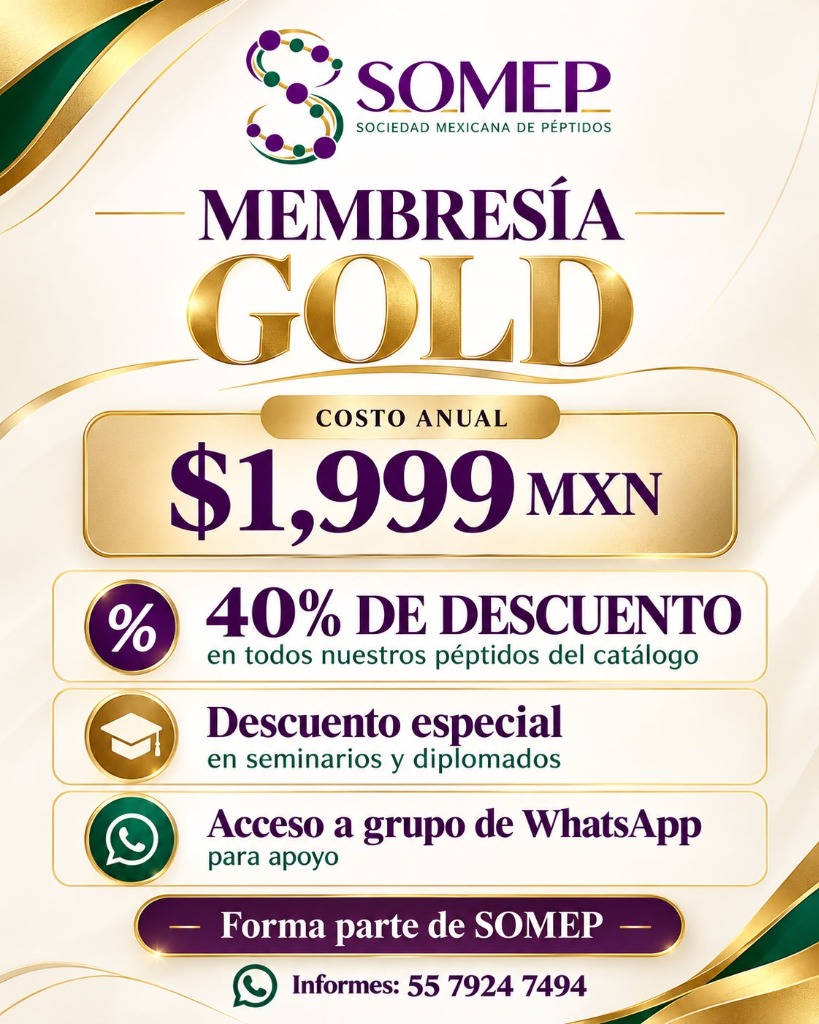 SOMEP
SOCIEDAD MEXICANA DE PÉPTIDOS
MEMBRESÍA
GOLD
COSTO ANUAL
$1,999 MXN
%
40% DE DESCUENTO
en todos nuestros péptidos del catálogo
Descuento especial
en seminarios y diplomados
Acceso a grupo de WhatsApp
para apoyo
Forma parte de SOMEP
Informes: 55 7924 7494